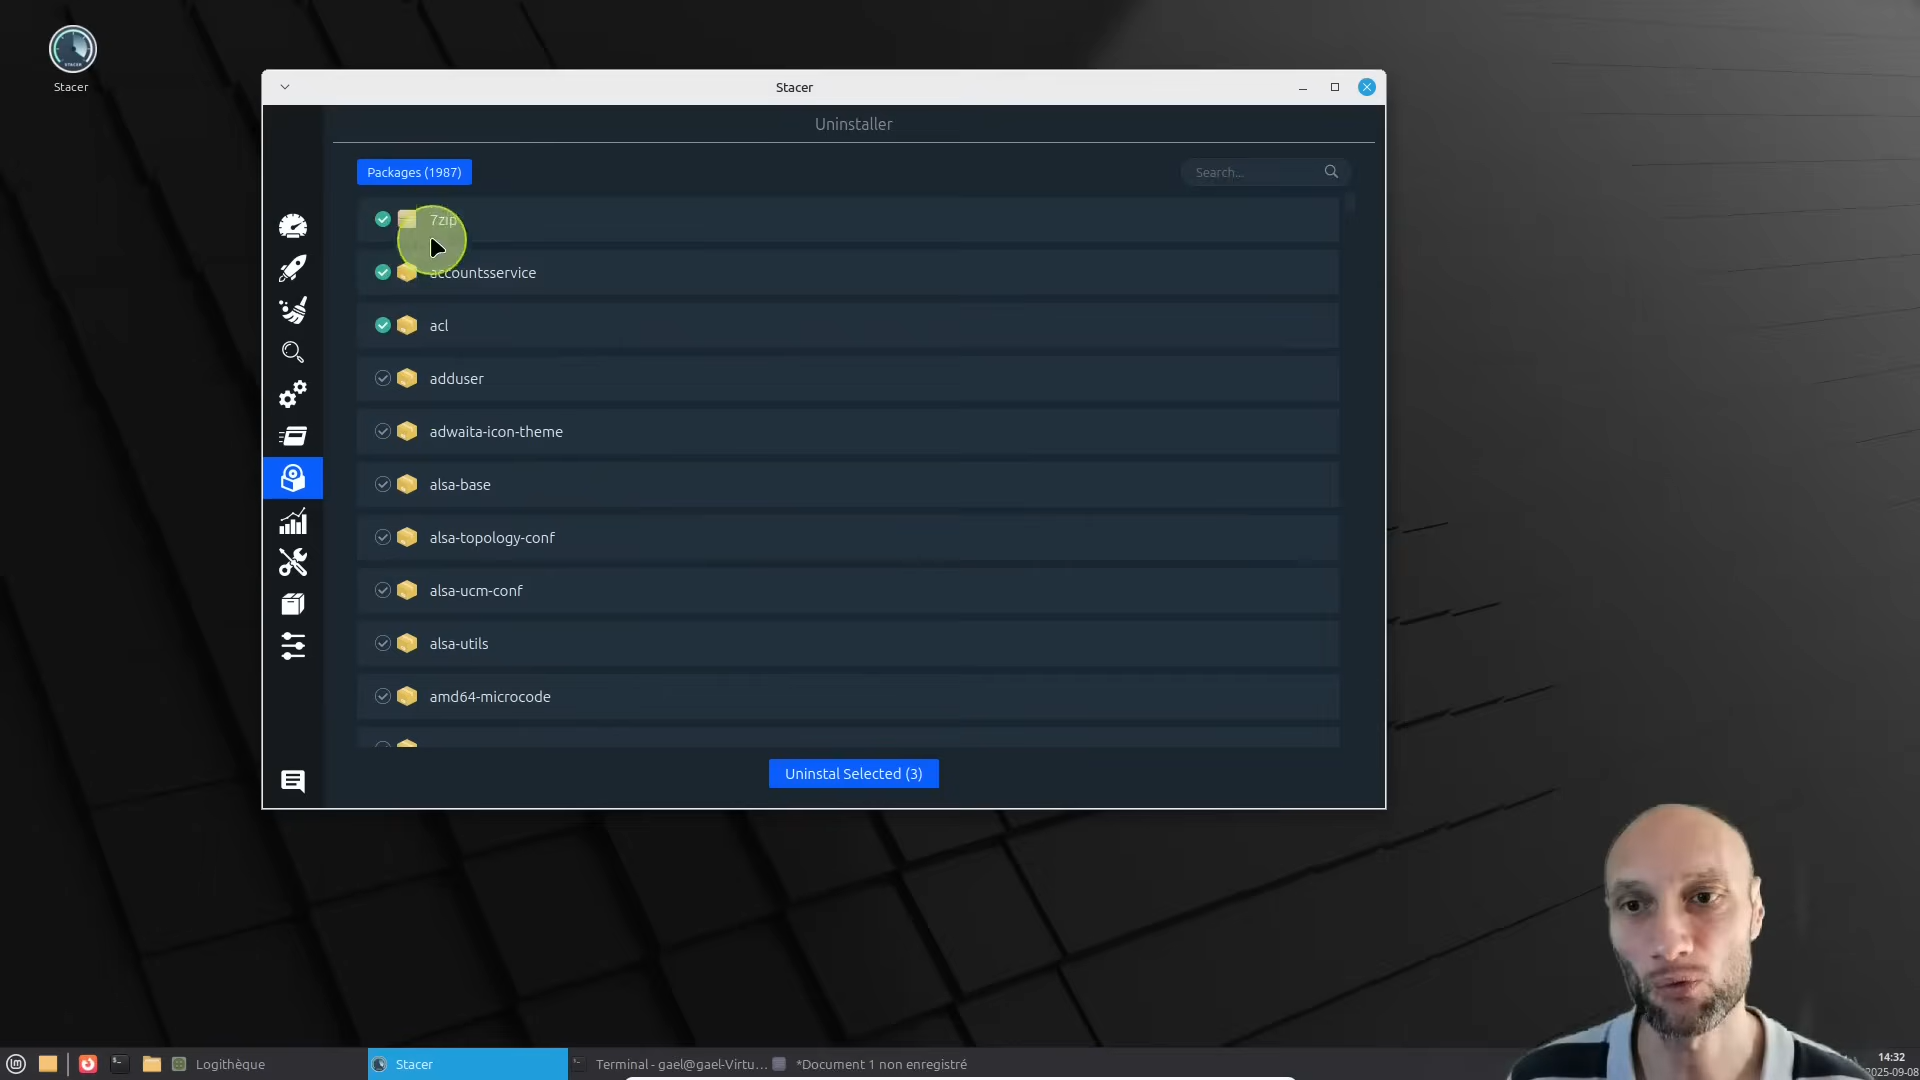 Stacer
Stacer
Uninstaller
Packages (1987)
Search...
7zip
accountsservice
acl
adduser
adwaita-icon-theme
alsa-base
alsa-topology-conf
alsa-ucm-conf
alsa-utils
amd64-microcode
Uninstal Selected (3)
Logithèque
Stacer
Terminal - gael@gael-Virtu...
*Document 1 non enregistré
14:32
2025-09-08